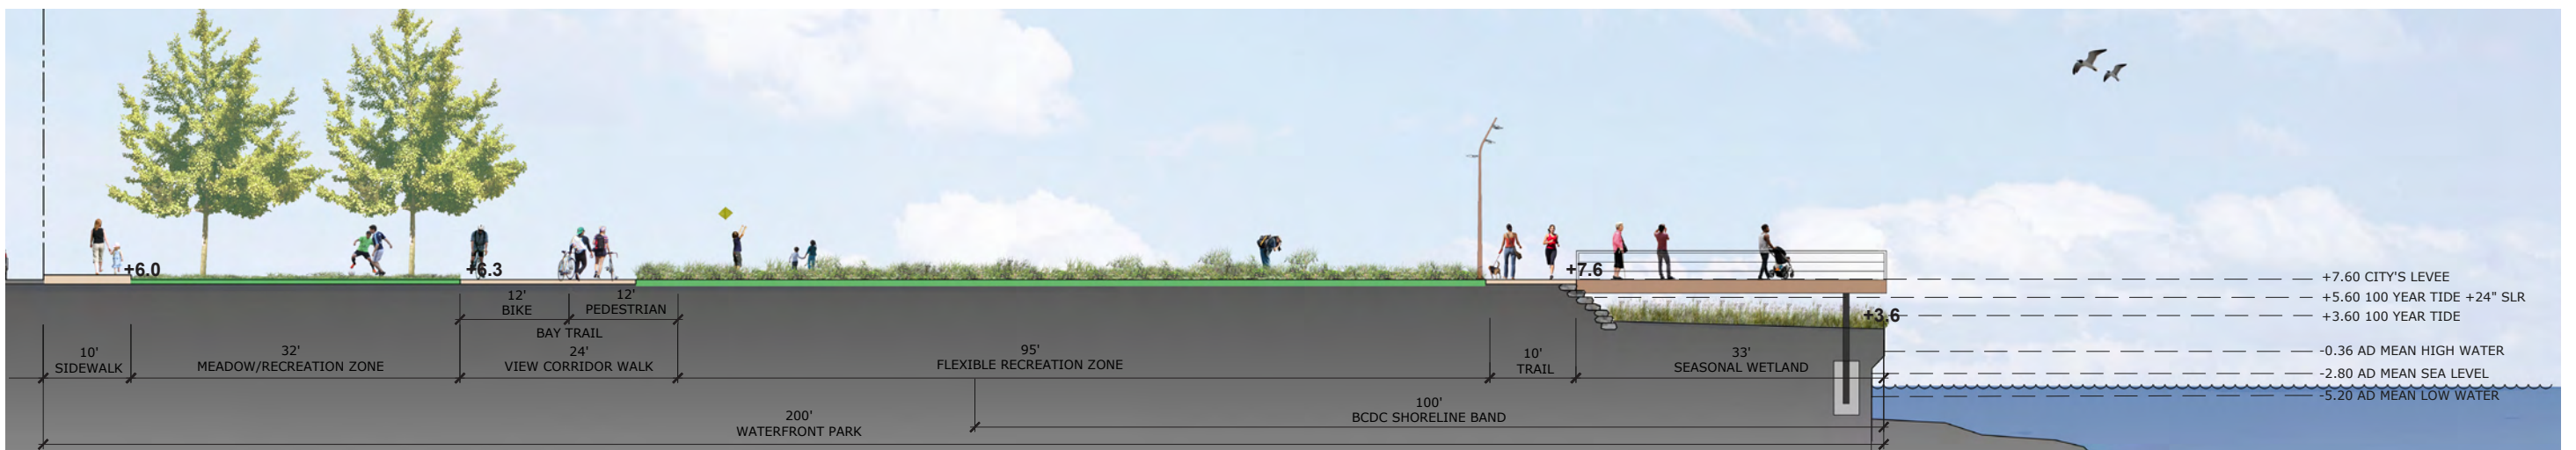 +6.0
+6.3
+7.6
+3.6
+7.60 CITY'S LEVEE
+5.60 100 YEAR TIDE +24" SLR
+3.60 100 YEAR TIDE
-0.36 AD MEAN HIGH WATER
-2.80 AD MEAN SEA LEVEL
-5.20 AD MEAN LOW WATER
12'
BIKE
12'
PEDESTRIAN
BAY TRAIL
10'
SIDEWALK
32'
MEADOW/RECREATION ZONE
24'
VIEW CORRIDOR WALK
95'
FLEXIBLE RECREATION ZONE
10'
TRAIL
33'
SEASONAL WETLAND
100'
BCDC SHORELINE BAND
200'
WATERFRONT PARK